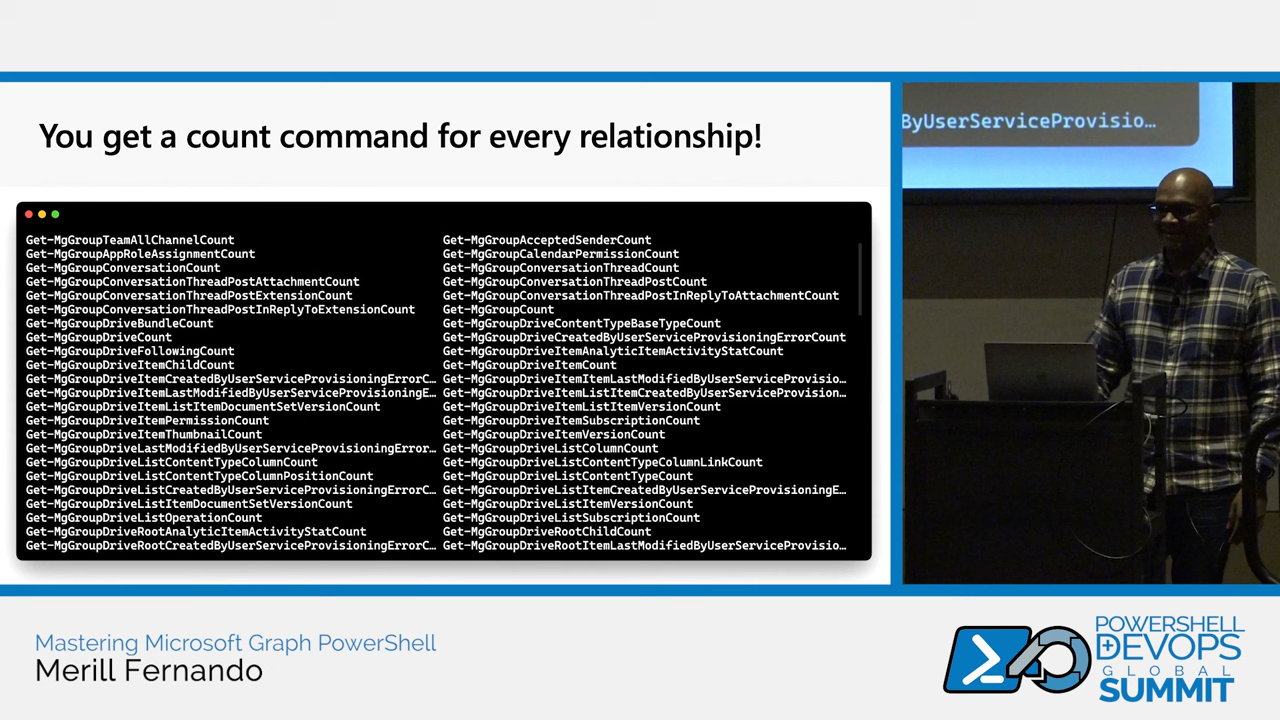 You get a count command for every relationship!
Get-MgGroupTeamAllChannelCount
Get-MgGroupAppRoleAssignmentCount
Get-MgGroupConversationCount
Get-MgGroupConversationThreadPostAttachmentCount
Get-MgGroupConversationThreadPostExtensionCount
Get-MgGroupConversationThreadPostInReplyToExtensionCount
Get-MgGroupDriveBundleCount
Get-MgGroupDriveCount
Get-MgGroupDriveFollowingCount
Get-MgGroupDriveItemChildCount
Get-MgGroupDriveItemCreatedByUserServiceProvisioningErrorC…
Get-MgGroupDriveItemLastModifiedByUserServiceProvisioningE…
Get-MgGroupDriveItemListItemDocumentSetVersionCount
Get-MgGroupDriveItemPermissionCount
Get-MgGroupDriveItemThumbnailCount
Get-MgGroupDriveLastModifiedByUserServiceProvisioningError…
Get-MgGroupDriveListContentTypeColumnCount
Get-MgGroupDriveListContentTypeColumnPositionCount
Get-MgGroupDriveListCreatedByUserServiceProvisioningErrorC…
Get-MgGroupDriveListItemDocumentSetVersionCount
Get-MgGroupDriveListOperationCount
Get-MgGroupDriveRootAnalyticItemActivityStatCount
Get-MgGroupDriveRootCreatedByUserServiceProvisioningErrorC…
Get-MgGroupAcceptedSenderCount
Get-MgGroupCalendarPermissionCount
Get-MgGroupConversationThreadCount
Get-MgGroupConversationThreadPostCount
Get-MgGroupConversationThreadPostInReplyToAttachmentCount
Get-MgGroupCount
Get-MgGroupDriveContentTypeBaseTypeCount
Get-MgGroupDriveCreatedByUserServiceProvisioningErrorCount
Get-MgGroupDriveItemAnalyticItemActivityStatCount
Get-MgGroupDriveItemCount
Get-MgGroupDriveItemItemLastModifiedByUserServiceProvisio…
Get-MgGroupDriveItemListItemCreatedByUserServiceProvision…
Get-MgGroupDriveItemListItemVersionCount
Get-MgGroupDriveItemSubscriptionCount
Get-MgGroupDriveItemVersionCount
Get-MgGroupDriveListColumnCount
Get-MgGroupDriveListContentTypeColumnLinkCount
Get-MgGroupDriveListContentTypeCount
Get-MgGroupDriveListItemCreatedByUserServiceProvisioningE…
Get-MgGroupDriveListItemVersionCount
Get-MgGroupDriveListSubscriptionCount
Get-MgGroupDriveRootChildCount
Get-MgGroupDriveRootItemLastModifiedByUserServiceProvisio…
ByUserServiceProvisio…
Mastering Microsoft Graph PowerShell
Merill Fernando
POWERSHELL
DEVOPS
GLOBAL
SUMMIT